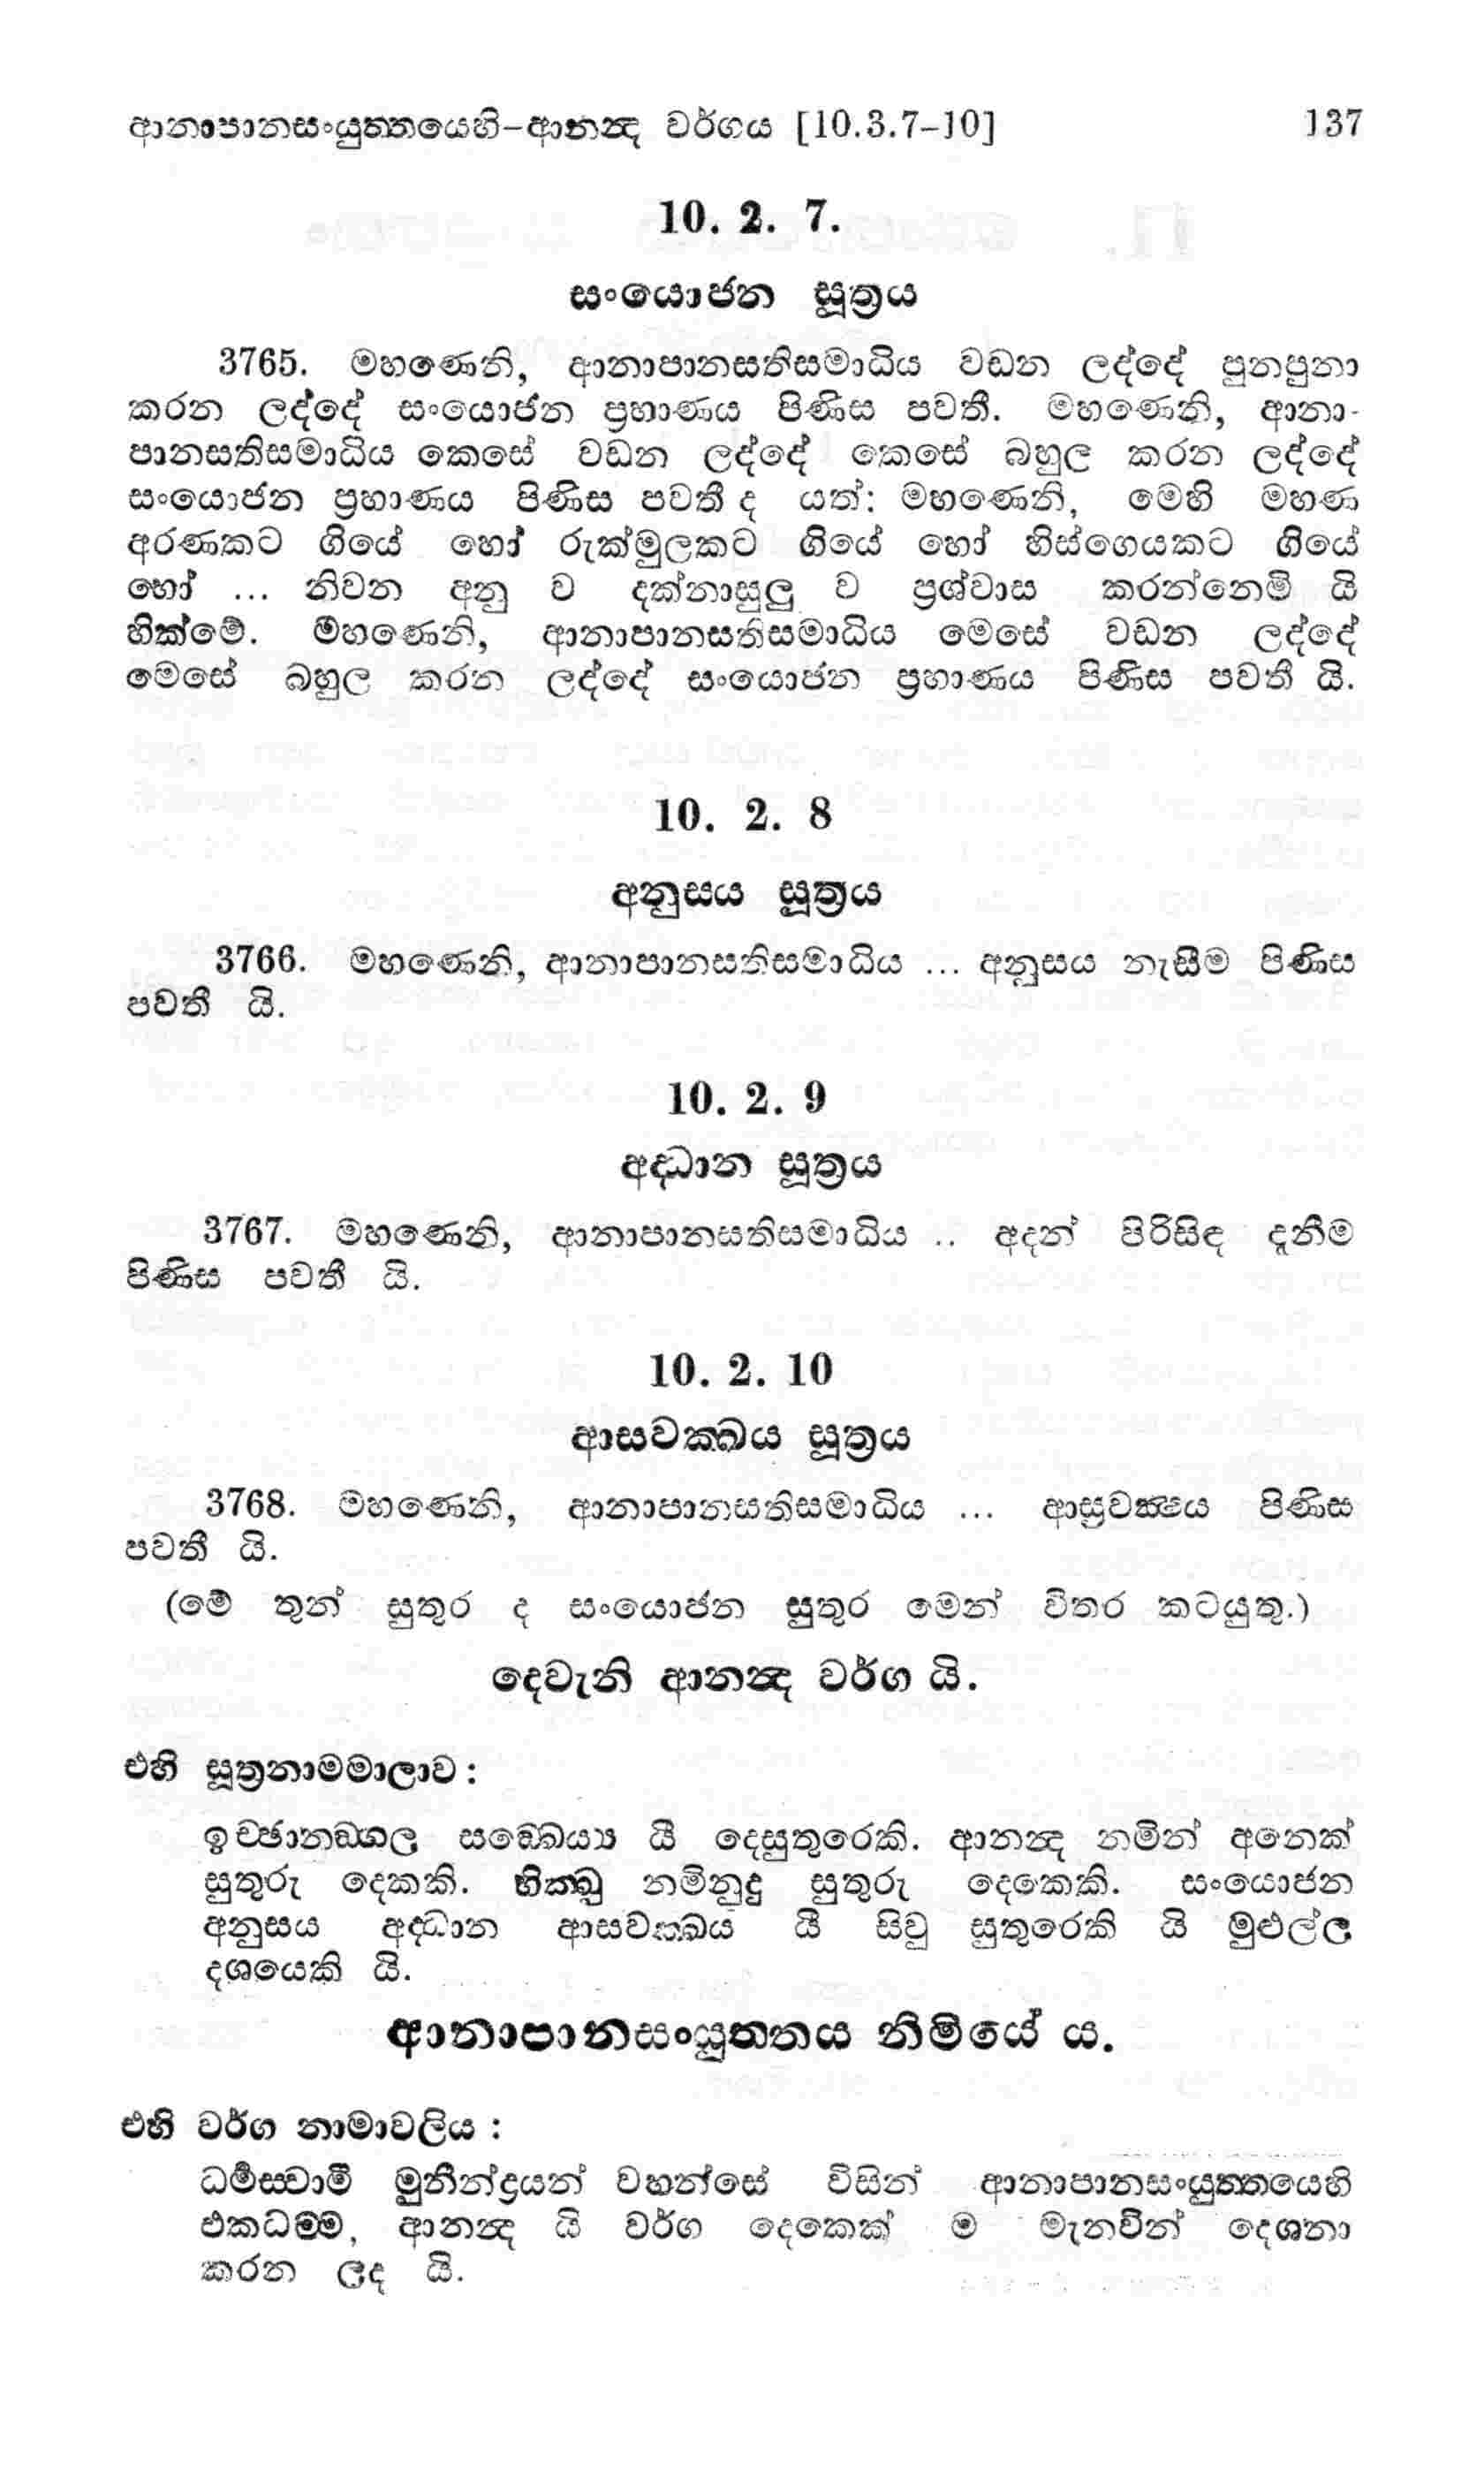 ආනාපානසංයුත්තයෙහි–ආනන්ද වර්ගය [10.3.7–10] 137
10. 2. 7.
සංයොජන සූත්‍රය
3765. මහණෙනි, ආනාපානසතිසමාධිය වඩන ලද්දේ පුනපුනා
කරන ලද්දේ සංයොජන ප්‍රහාණය පිණිස පවතී. මහණෙනි, ආනා-
පානසතිසමාධිය කෙසේ වඩන ලද්දේ කෙසේ බහුල කරන ලද්දේ
සංයොජන ප්‍රහාණය පිණිස පවතී ද යත්: මහණෙනි, මෙහි මහණ
අරණකට ගියේ හෝ රුක්මුලකට ගියේ හෝ හිස්ගෙයකට ගියේ
හෝ ... නිවන අනු ව දක්නාසුලු ව ප්‍රශ්වාස කරන්නෙමි යි
හික්මේ. මහණෙනි, ආනාපානසතිසමාධිය මෙසේ වඩන ලද්දේ
මෙසේ බහුල කරන ලද්දේ සංයොජන ප්‍රහාණය පිණිස පවතී යි.
10. 2. 8
අනුසය සූත්‍රය
3766. මහණෙනි, ආනාපානසතිසමාධිය ... අනුසය නැසීම පිණිස
පවතී යි.
10. 2. 9
අද්ධාන සූත්‍රය
3767. මහණෙනි, ආනාපානසතිසමාධිය .. අදන් පිරිසිඳ දැනීම
පිණිස පවතී යි.
10. 2. 10
ආසවක්ඛය සූත්‍රය
3768. මහණෙනි, ආනාපානසතිසමාධිය ... ආස්‍රවක්ෂය පිණිස
පවතී යි.
(මේ තුන් සුතුර ද සංයොජන සුතුර මෙන් විතර කටයුතු.)
දෙවැනි ආනන්ද වර්ග යි.
එහි සූත්‍රනාමමාලාව :
ඉච්ඡානඞ්ගල සඞ්ඛෙය්‍ය යී දෙසුතුරෙකි. ආනන්ද නමින් අනෙක්
සුතුරු දෙකකි. භික්ඛු නමිනුදු සුතුරු දෙකෙකි. සංයොජන
අනුසය අද්ධාන ආසවක්ඛය යී සිවු සුතුරෙකි යි මුළුල්ල
දශයෙකි යි.
ආනාපානසංයුත්තනය නිමියේ ය.
එහි වර්ග නාමාවලිය :
ධර්මස්වාමී මුනීන්ද්‍රයන් වහන්සේ විසින් ආනාපානසංයුත්තයෙහි
එකධම්ම, ආනන්ද යි වර්ග දෙකෙක් ම මැනවින් දෙශනා
කරන ලද යි.